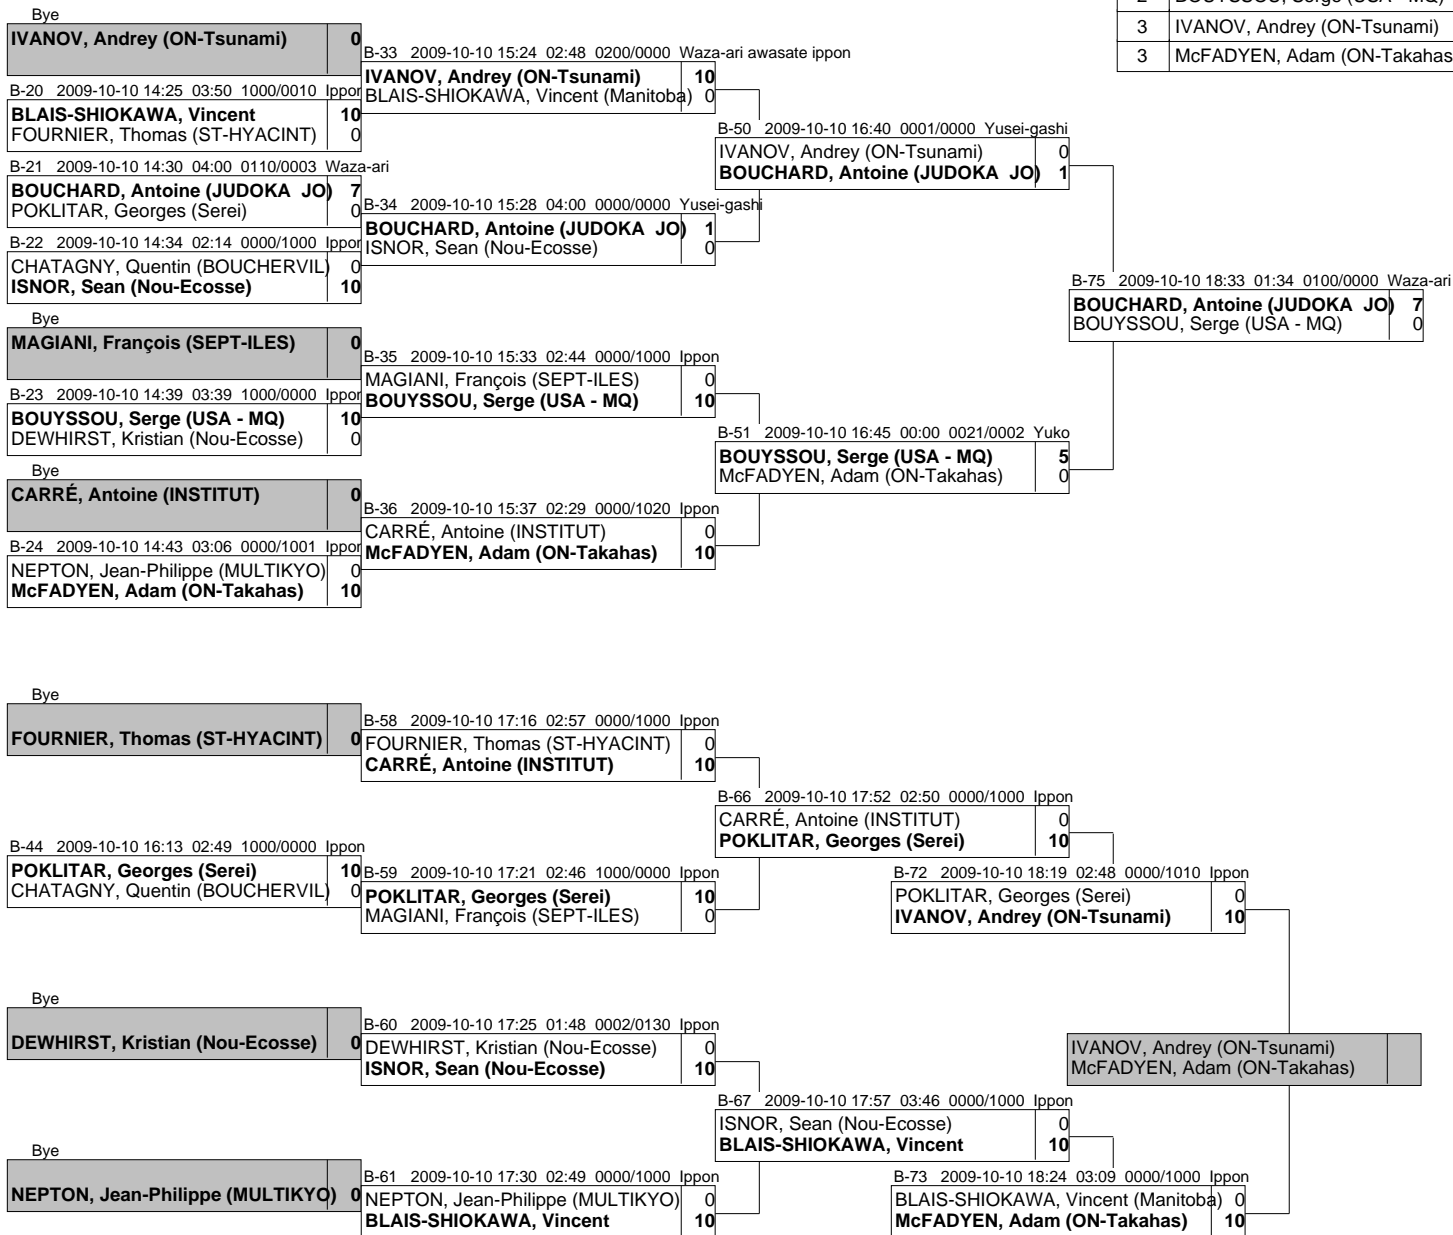 2 BOUYSSOU, Serge (USA - MQ)
3 IVANOV, Andrey (ON-Tsunami)
3 McFADYEN, Adam (ON-Takahas
Bye
IVANOV, Andrey (ON-Tsunami) 0
B-20 2009-10-10 14:25 03:50 1000/0010 Ippon
BLAIS-SHIOKAWA, Vincent 10
FOURNIER, Thomas (ST-HYACINT) 0
B-21 2009-10-10 14:30 04:00 0110/0003 Waza-ari
BOUCHARD, Antoine (JUDOKA JO) 7
POKLITAR, Georges (Serei) 0
B-22 2009-10-10 14:34 02:14 0000/1000 Ippon
CHATAGNY, Quentin (BOUCHERVIL) 0
ISNOR, Sean (Nou-Ecosse) 10
Bye
MAGIANI, François (SEPT-ILES) 0
B-23 2009-10-10 14:39 03:39 1000/0000 Ippon
BOUYSSOU, Serge (USA - MQ) 10
DEWHIRST, Kristian (Nou-Ecosse) 0
Bye
CARRÉ, Antoine (INSTITUT) 0
B-24 2009-10-10 14:43 03:06 0000/1001 Ippon
NEPTON, Jean-Philippe (MULTIKYO) 0
McFADYEN, Adam (ON-Takahas) 10
B-33 2009-10-10 15:24 02:48 0200/0000 Waza-ari awasate ippon
IVANOV, Andrey (ON-Tsunami) 10
BLAIS-SHIOKAWA, Vincent (Manitoba) 0
B-34 2009-10-10 15:28 04:00 0000/0000 Yusei-gashi
BOUCHARD, Antoine (JUDOKA JO) 1
ISNOR, Sean (Nou-Ecosse) 0
B-35 2009-10-10 15:33 02:44 0000/1000 Ippon
MAGIANI, François (SEPT-ILES) 0
BOUYSSOU, Serge (USA - MQ) 10
B-36 2009-10-10 15:37 02:29 0000/1020 Ippon
CARRÉ, Antoine (INSTITUT) 0
McFADYEN, Adam (ON-Takahas) 10
B-50 2009-10-10 16:40 0001/0000 Yusei-gashi
IVANOV, Andrey (ON-Tsunami) 0
BOUCHARD, Antoine (JUDOKA JO) 1
B-51 2009-10-10 16:45 00:00 0021/0002 Yuko
BOUYSSOU, Serge (USA - MQ) 5
McFADYEN, Adam (ON-Takahas) 0
B-75 2009-10-10 18:33 01:34 0100/0000 Waza-ari
BOUCHARD, Antoine (JUDOKA JO) 7
BOUYSSOU, Serge (USA - MQ) 0
Bye
FOURNIER, Thomas (ST-HYACINT) 0
B-44 2009-10-10 16:13 02:49 1000/0000 Ippon
POKLITAR, Georges (Serei) 10
CHATAGNY, Quentin (BOUCHERVIL) 0
Bye
DEWHIRST, Kristian (Nou-Ecosse) 0
Bye
NEPTON, Jean-Philippe (MULTIKYO) 0
B-58 2009-10-10 17:16 02:57 0000/1000 Ippon
FOURNIER, Thomas (ST-HYACINT) 0
CARRÉ, Antoine (INSTITUT) 10
B-59 2009-10-10 17:21 02:46 1000/0000 Ippon
POKLITAR, Georges (Serei) 10
MAGIANI, François (SEPT-ILES) 0
B-60 2009-10-10 17:25 01:48 0002/0130 Ippon
DEWHIRST, Kristian (Nou-Ecosse) 0
ISNOR, Sean (Nou-Ecosse) 10
B-61 2009-10-10 17:30 02:49 0000/1000 Ippon
NEPTON, Jean-Philippe (MULTIKYO) 0
BLAIS-SHIOKAWA, Vincent 10
B-66 2009-10-10 17:52 02:50 0000/1000 Ippon
CARRÉ, Antoine (INSTITUT) 0
POKLITAR, Georges (Serei) 10
B-67 2009-10-10 17:57 03:46 0000/1000 Ippon
ISNOR, Sean (Nou-Ecosse) 0
BLAIS-SHIOKAWA, Vincent 10
B-72 2009-10-10 18:19 02:48 0000/1010 Ippon
POKLITAR, Georges (Serei) 0
IVANOV, Andrey (ON-Tsunami) 10
B-73 2009-10-10 18:24 03:09 0000/1000 Ippon
BLAIS-SHIOKAWA, Vincent (Manitoba) 0
McFADYEN, Adam (ON-Takahas) 10
IVANOV, Andrey (ON-Tsunami)
McFADYEN, Adam (ON-Takahas)